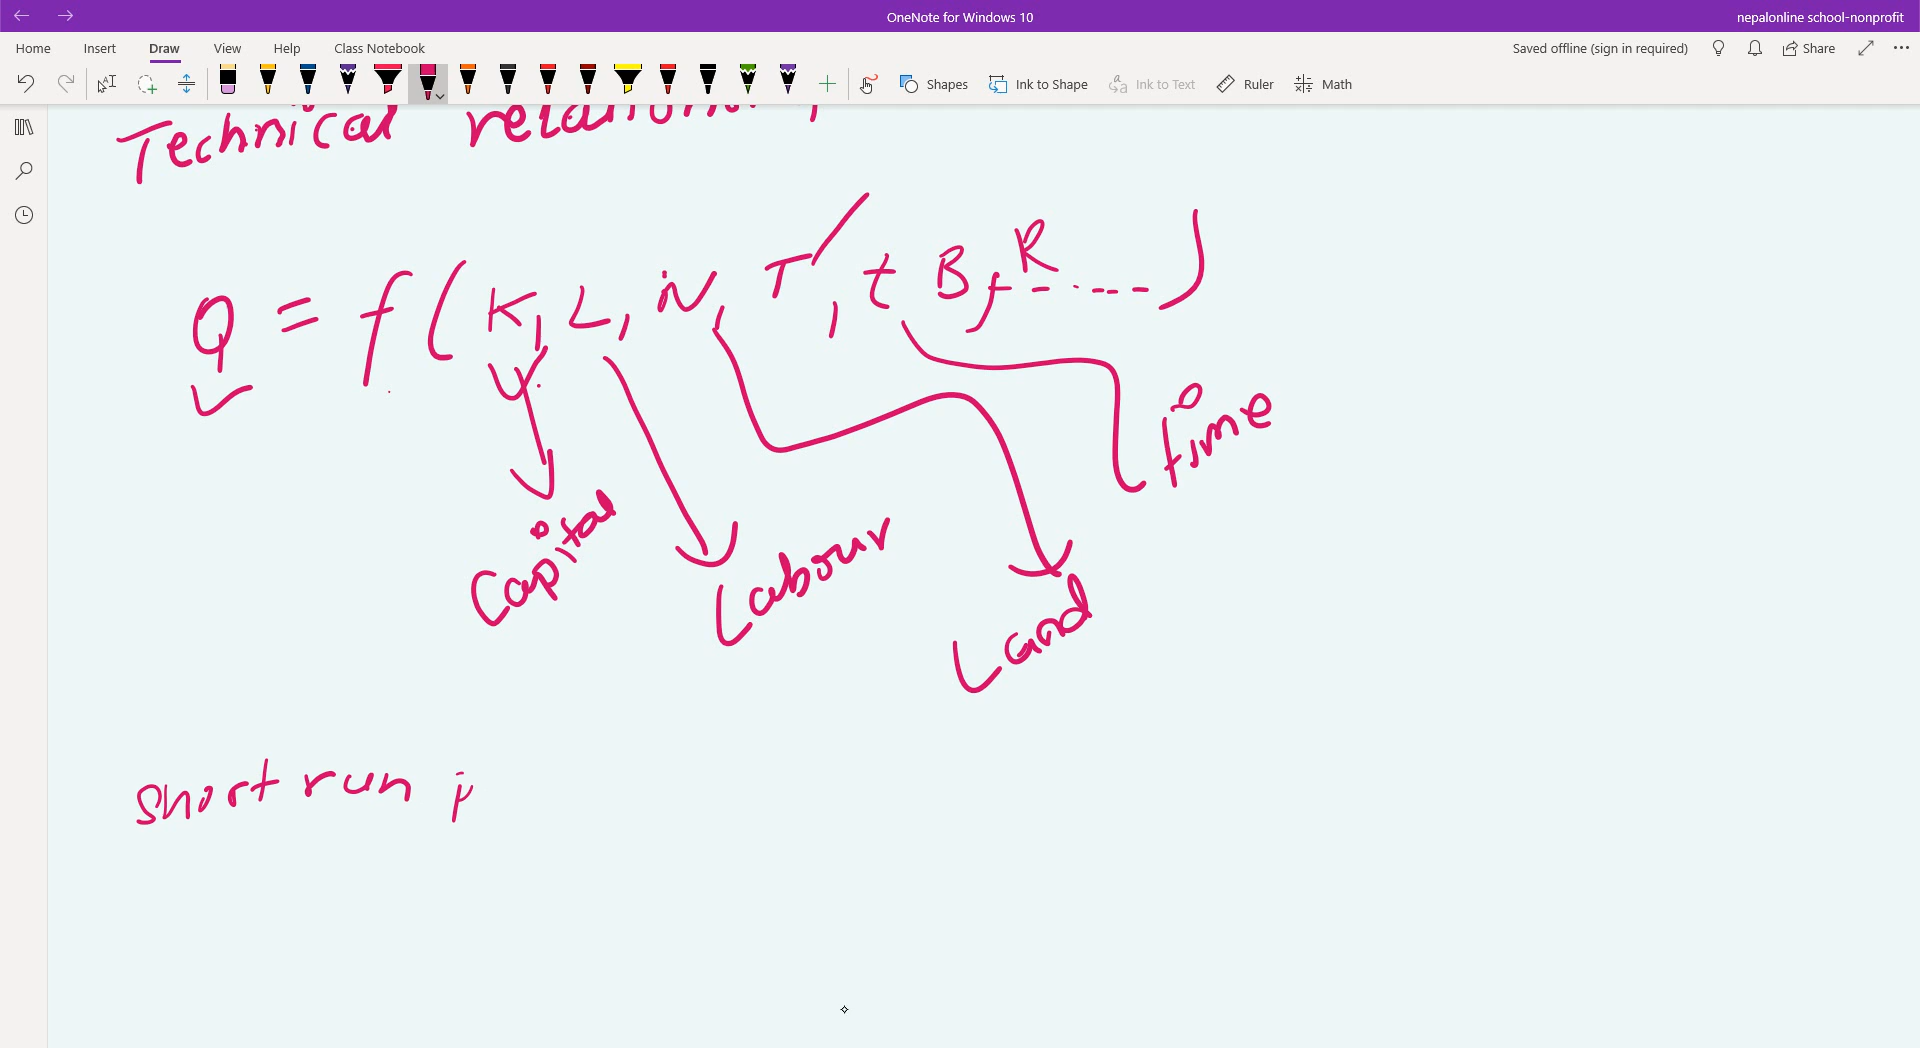 OneNote for Windows 10
nepalonline school-nonprofit
Home Insert Draw View Help Class Notebook
Saved offline (sign in required) Share
Shapes Ink to Shape Ink to Text Ruler Math
Technical
Q = f ( K, L, N, T, t B, R ..... )
time
Capital
Labour
Land
short run